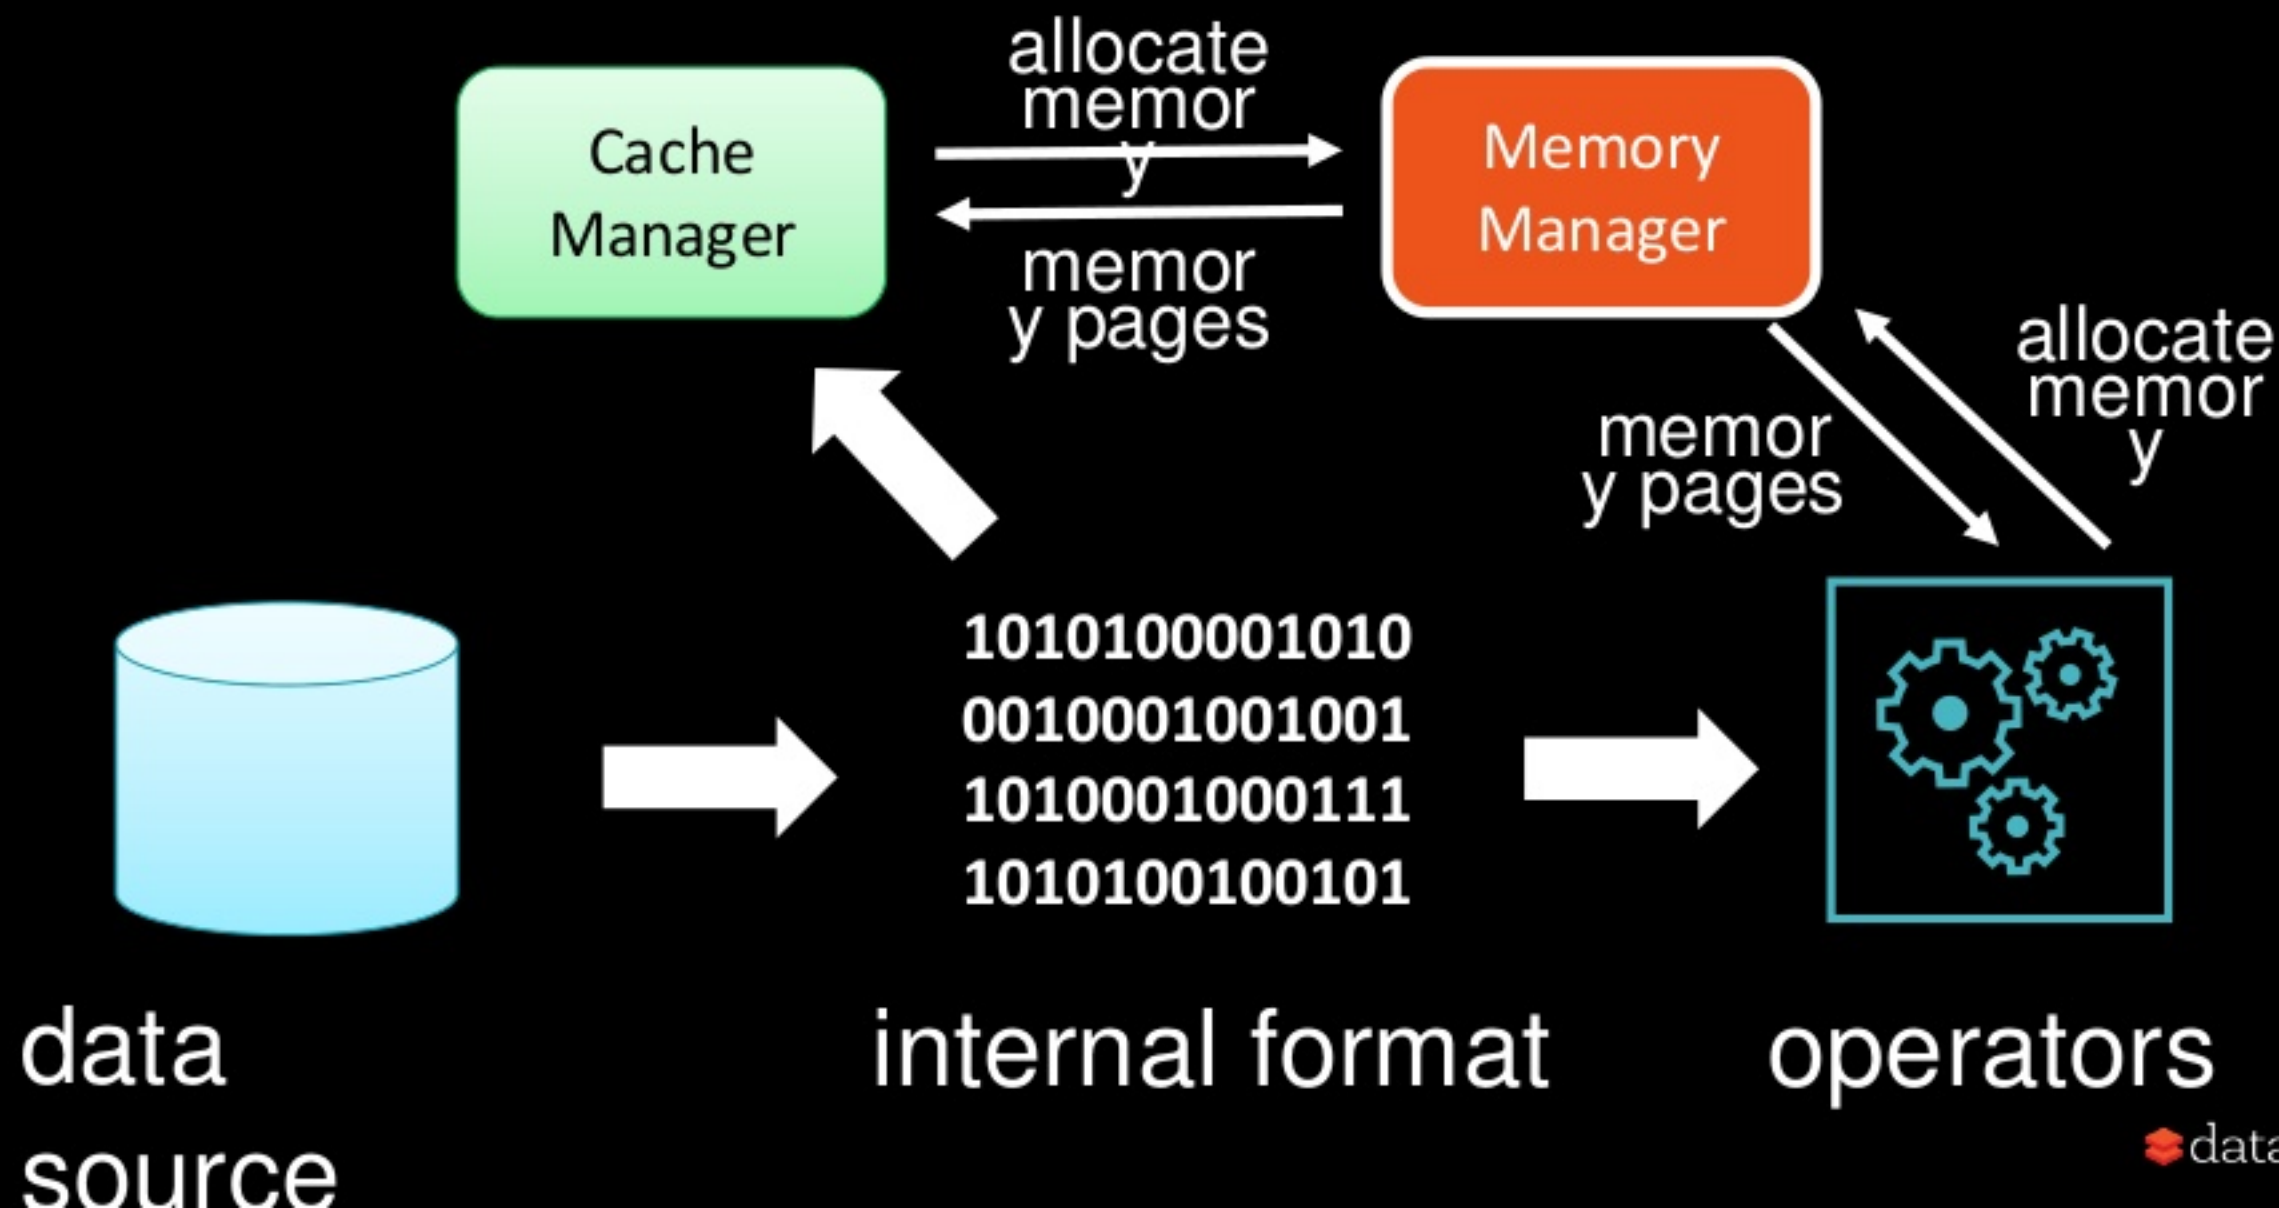 allocate
memor
y
Cache
Manager
Memory
Manager
memor
y pages
allocate
memor
y
memor
y pages
1010100001010
0010001001001
1010001000111
1010100100101
data
source
internal format
operators
data